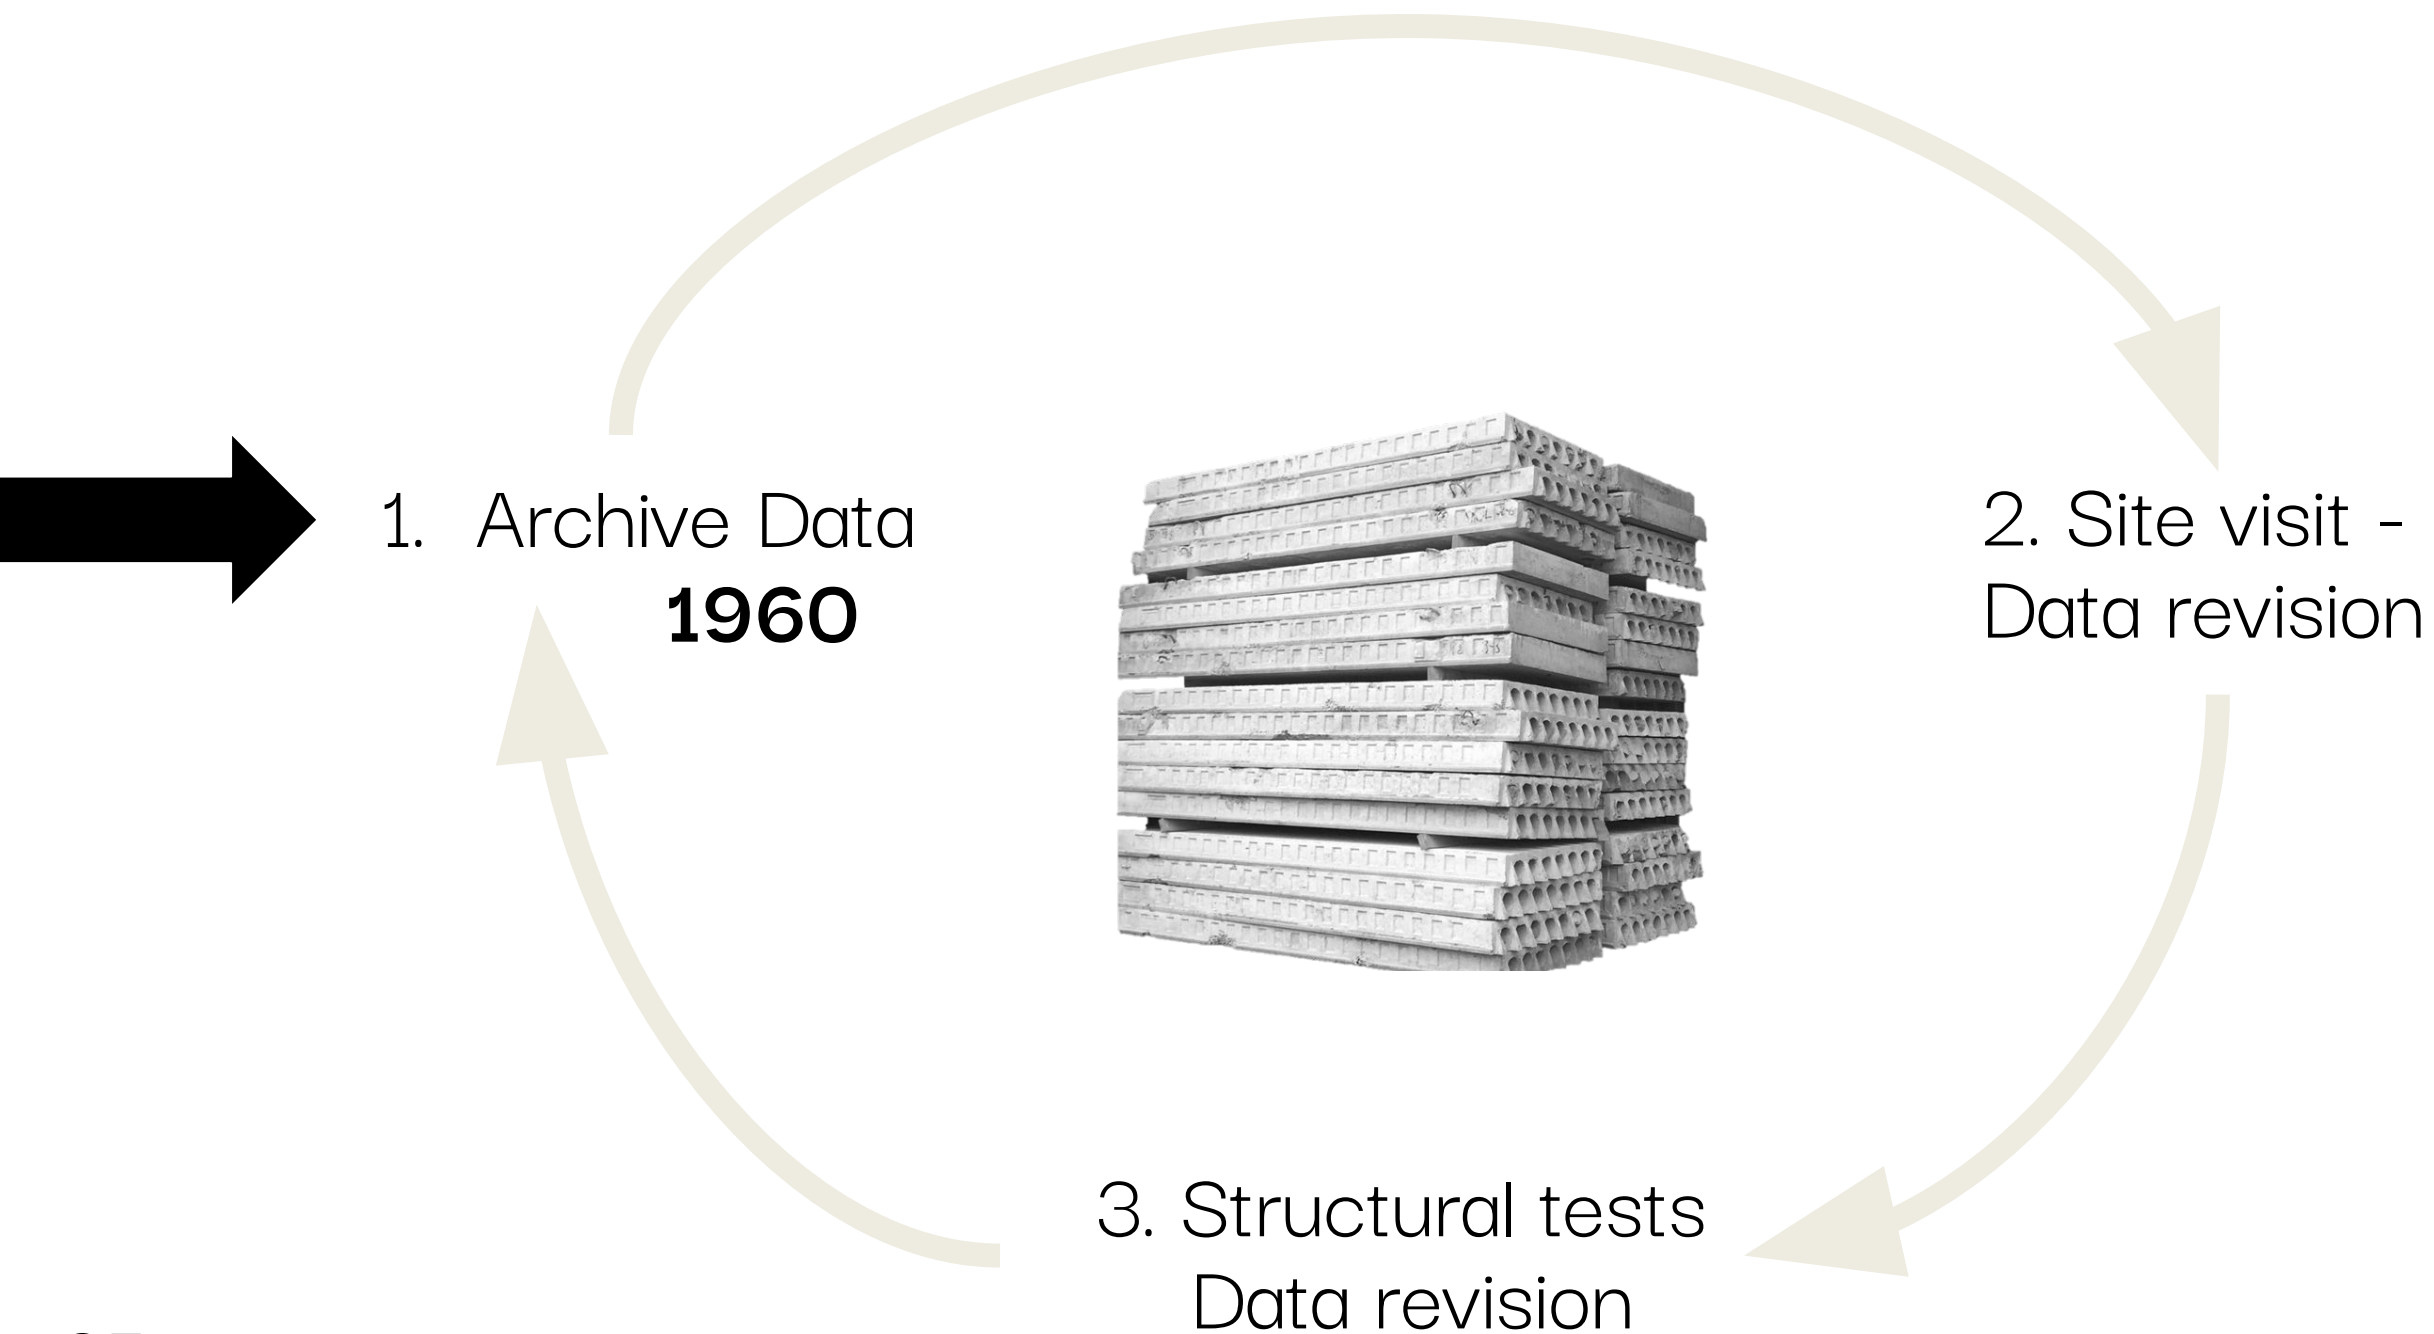 1. Archive Data
1960
2. Site visit -
Data revision
3. Structural tests
Data revision